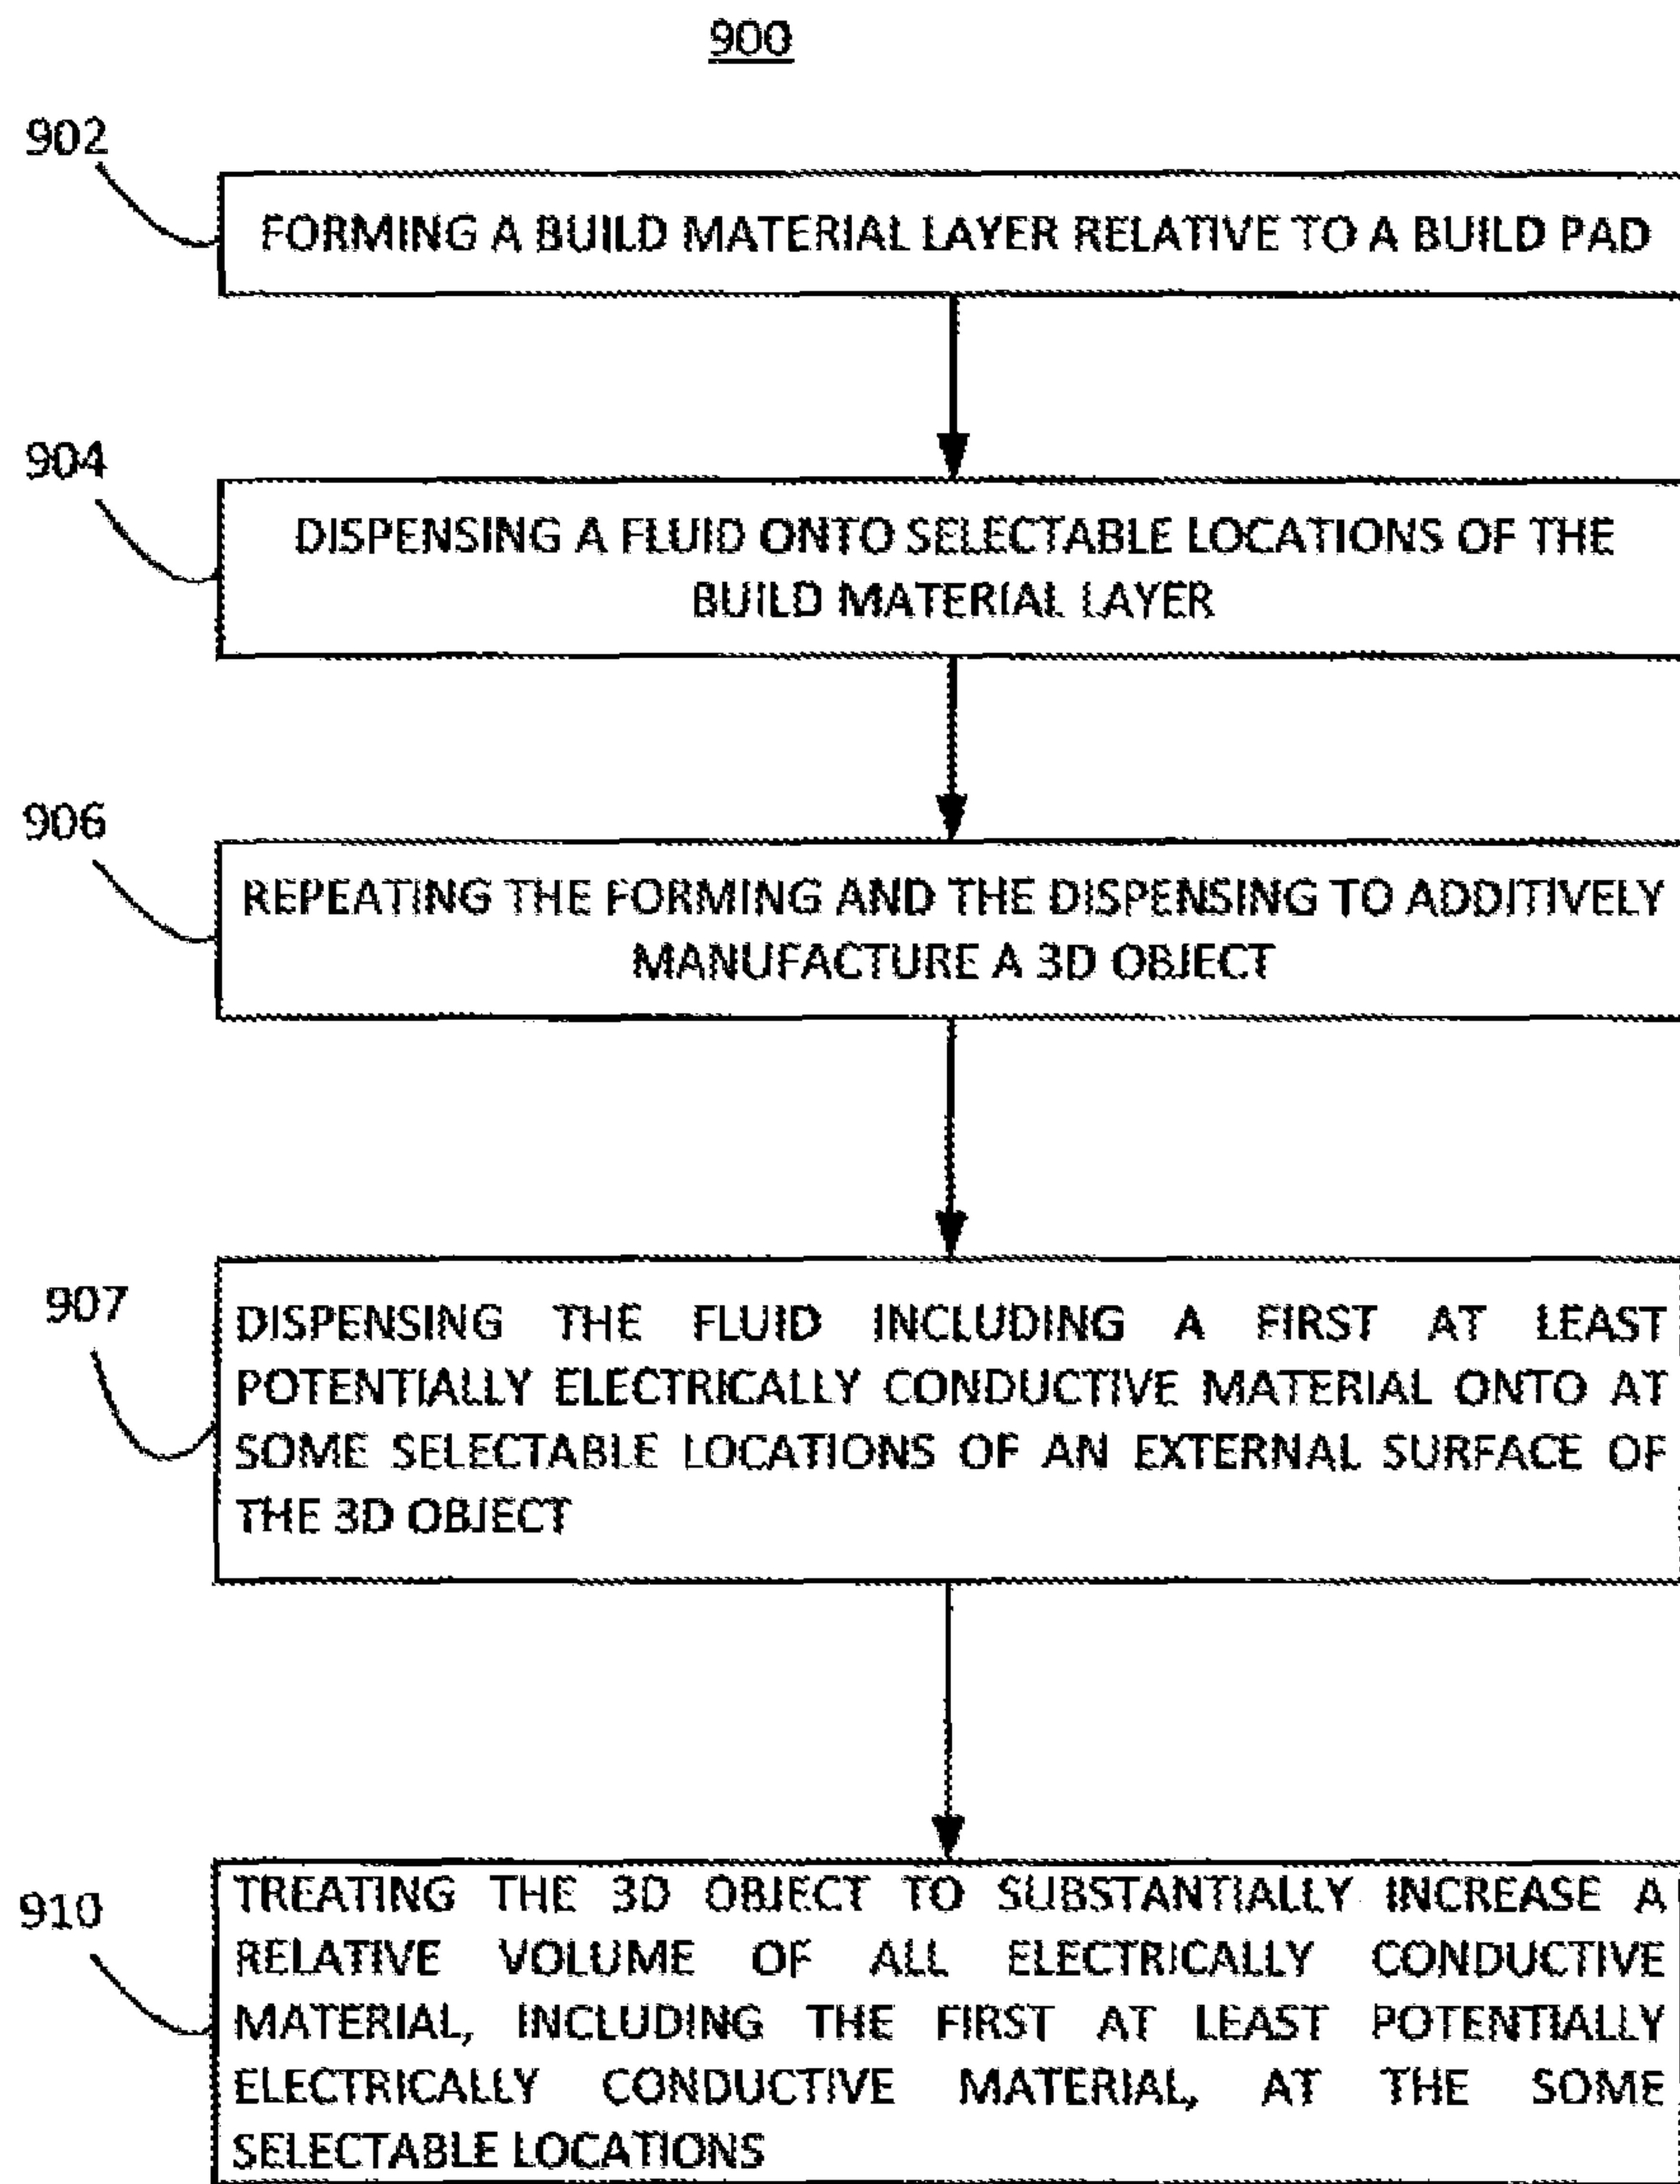 900
902
FORMING A BUILD MATERIAL LAYER RELATIVE TO A BUILD PAD
904
DISPENSING A FLUID ONTO SELECTABLE LOCATIONS OF THE
BUILD MATERIAL LAYER
906
REPEATING THE FORMING AND THE DISPENSING TO ADDITIVELY
MANUFACTURE A 3D OBJECT
907
DISPENSING THE FLUID INCLUDING A FIRST AT LEAST
POTENTIALLY ELECTRICALLY CONDUCTIVE MATERIAL ONTO AT
SOME SELECTABLE LOCATIONS OF AN EXTERNAL SURFACE OF
THE 3D OBJECT
910
TREATING THE 3D OBJECT TO SUBSTANTIALLY INCREASE A
RELATIVE VOLUME OF ALL ELECTRICALLY CONDUCTIVE
MATERIAL, INCLUDING THE FIRST AT LEAST POTENTIALLY
ELECTRICALLY CONDUCTIVE MATERIAL, AT THE SOME
SELECTABLE LOCATIONS